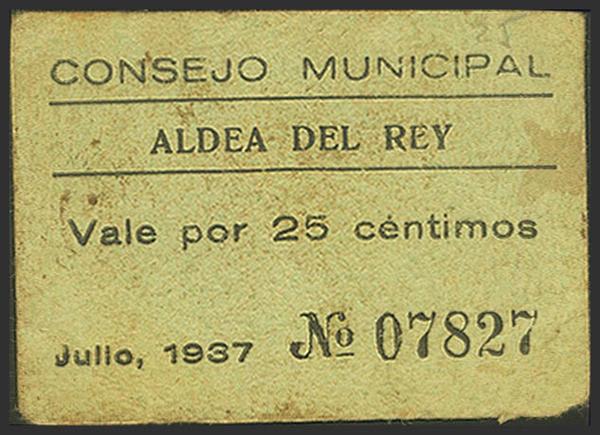 CONSEJO MUNICIPAL
ALDEA DEL REY
Vale por 25 céntimos
Julio, 1937 No 07827